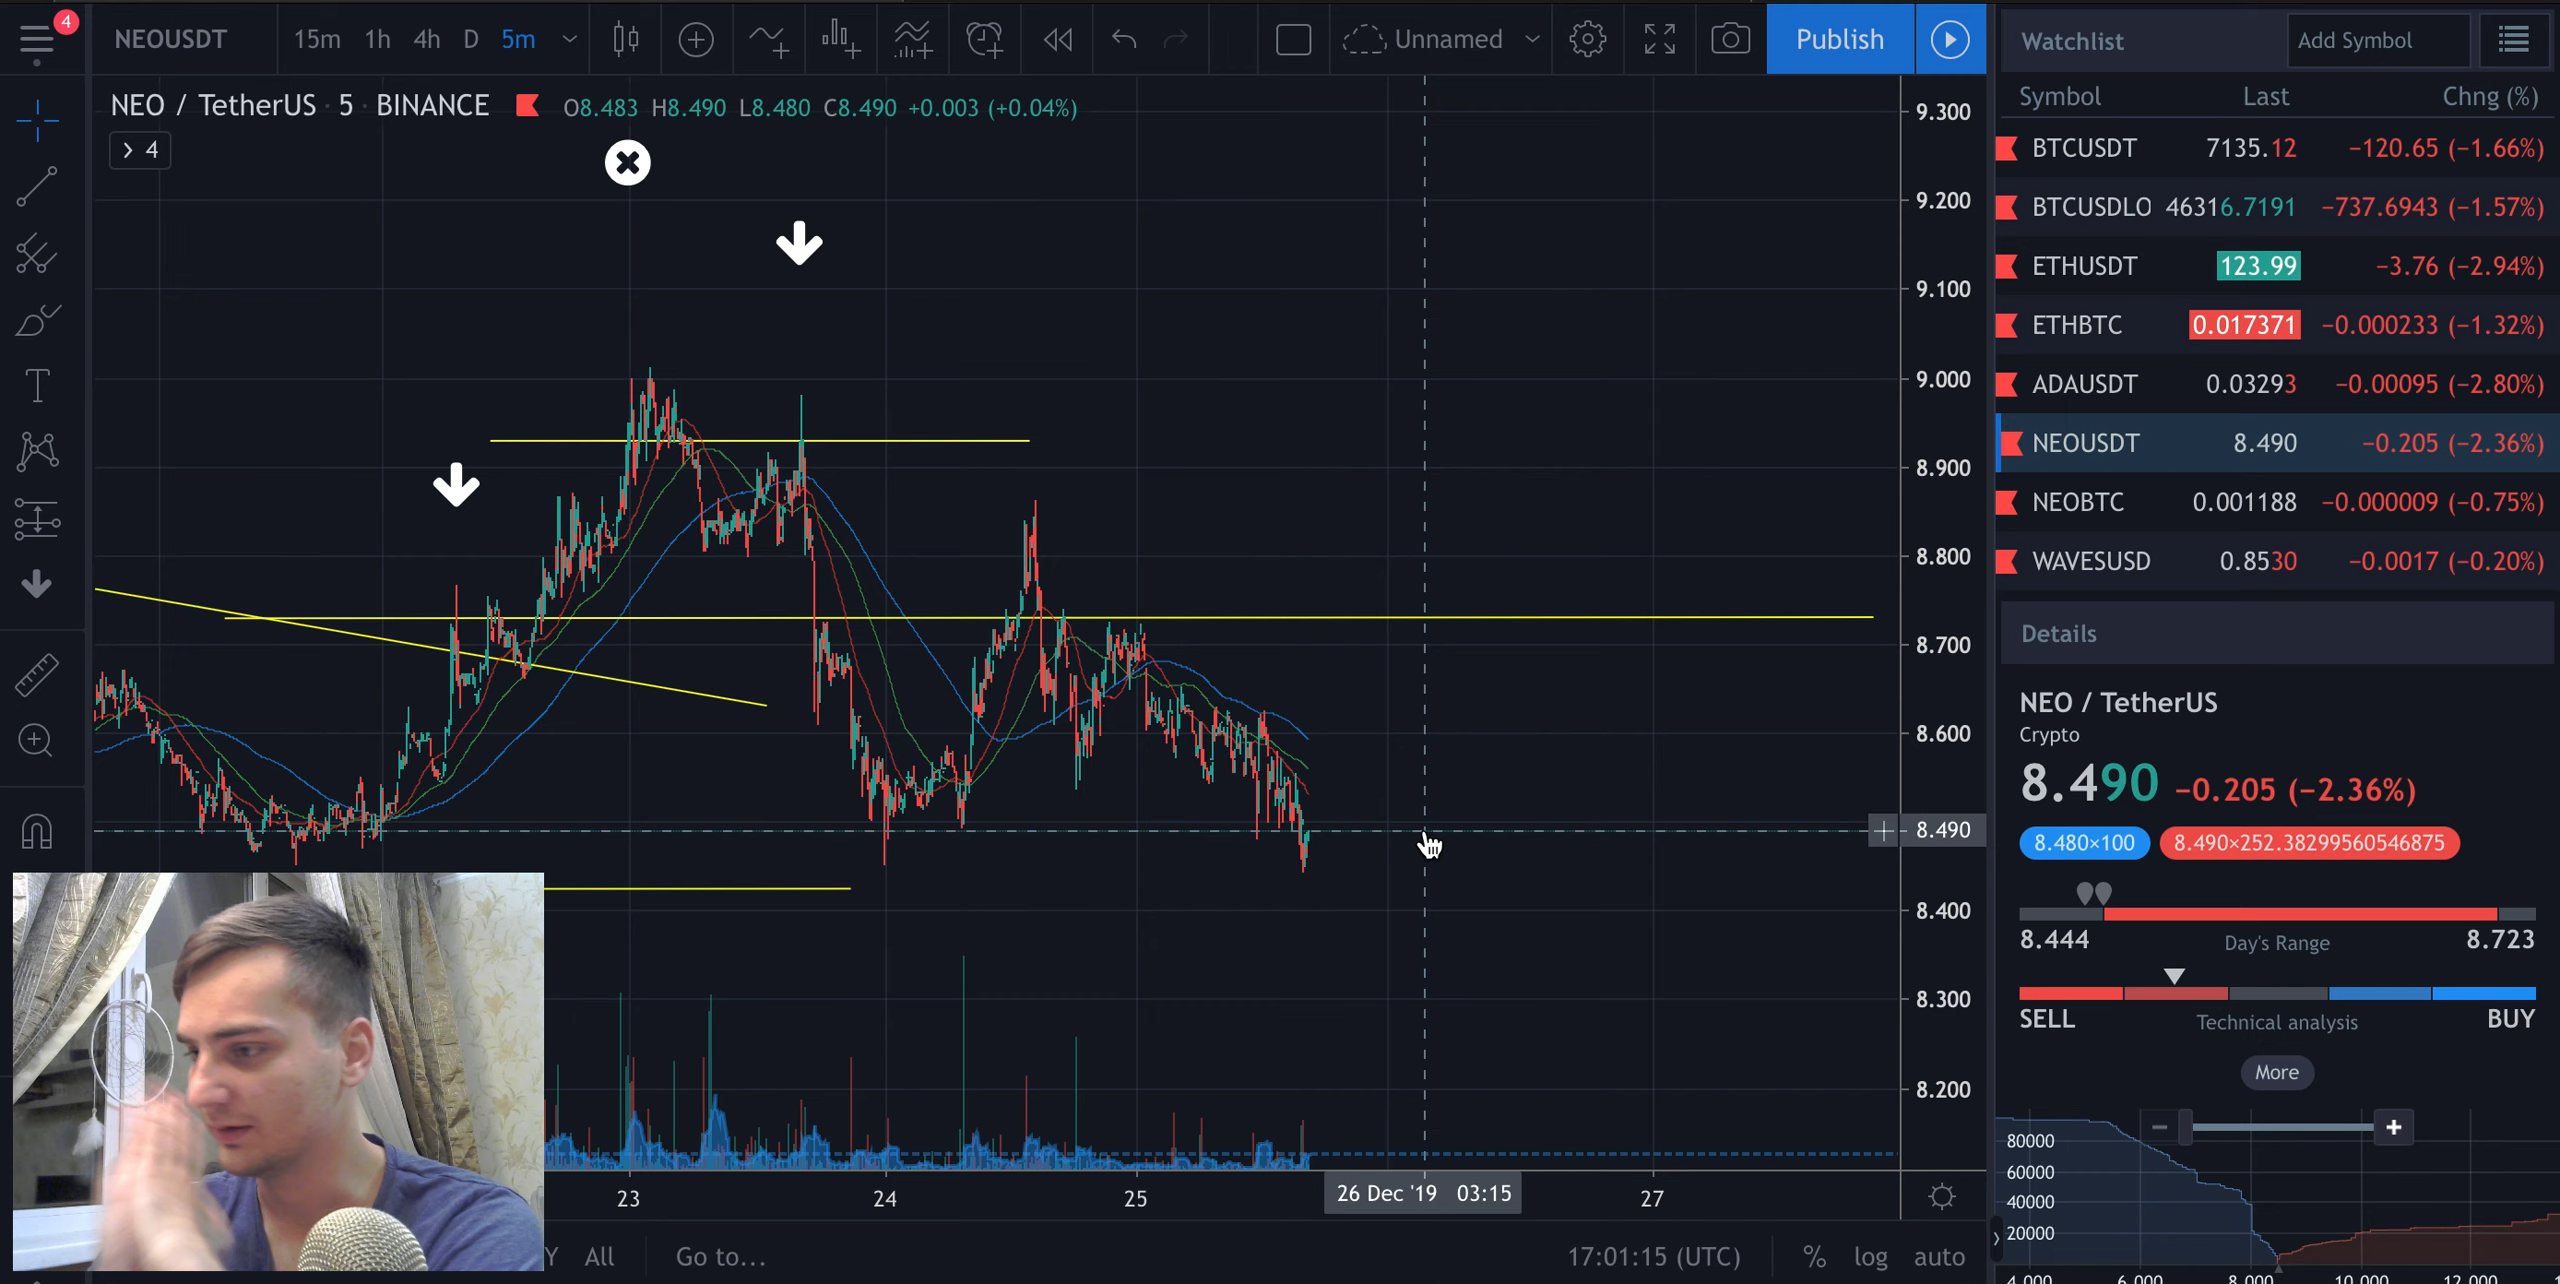 4
NEOUSDT 15m 1h 4h D 5m Unnamed Publish
NEO / TetherUS · 5 · BINANCE O8.483 H8.490 L8.480 C8.490 +0.003 (+0.04%)
4
9.300
9.200
9.100
9.000
8.900
8.800
8.700
8.600
8.490
8.400
8.300
8.200
23 24 25 26 Dec '19 03:15 27
Y All Go to... 17:01:15 (UTC) % log auto
Watchlist Add Symbol
Symbol Last Chng (%)
BTCUSDT 7135.12 −120.65 (−1.66%)
BTCUSDLO 46316.7191 −737.6943 (−1.57%)
ETHUSDT 123.99 −3.76 (−2.94%)
ETHBTC 0.017371 −0.000233 (−1.32%)
ADAUSDT 0.03293 −0.00095 (−2.80%)
NEOUSDT 8.490 −0.205 (−2.36%)
NEOBTC 0.001188 −0.000009 (−0.75%)
WAVESUSD 0.8530 −0.0017 (−0.20%)
Details
NEO / TetherUS
Crypto
8.490 −0.205 (−2.36%)
8.480×100 8.490×252.38299560546875
8.444 Day's Range 8.723
SELL Technical analysis BUY
More
80000
60000
40000
20000
4.000 6.000 8.000 10.000 12.000